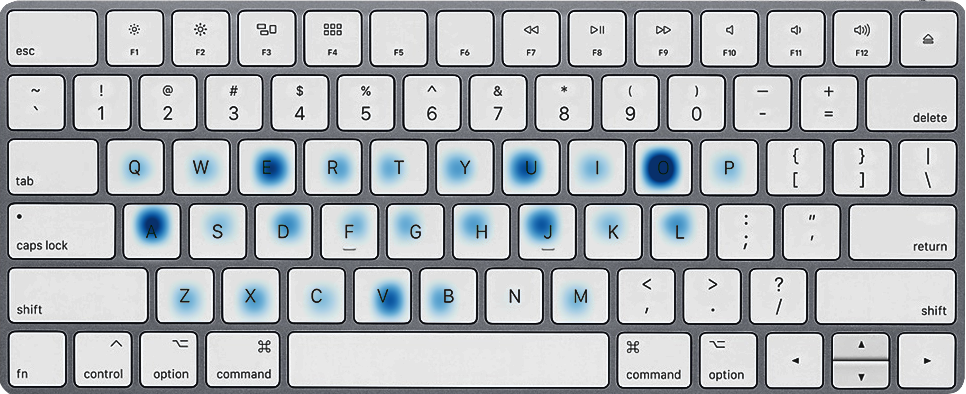 esc F1 F2 F3 F4 F5 F6 F7 F8 F9 F10 F11 F12
~ ! @ # $ % ^ & * ( ) — +
` 1 2 3 4 5 6 7 8 9 0 - = delete
tab Q W E R T Y U I O P { } |
[ ] \
• caps lock A S D F G H J K L : "
; ' return
shift Z X C V B N M < > ?
, . / shift
fn control option command command option